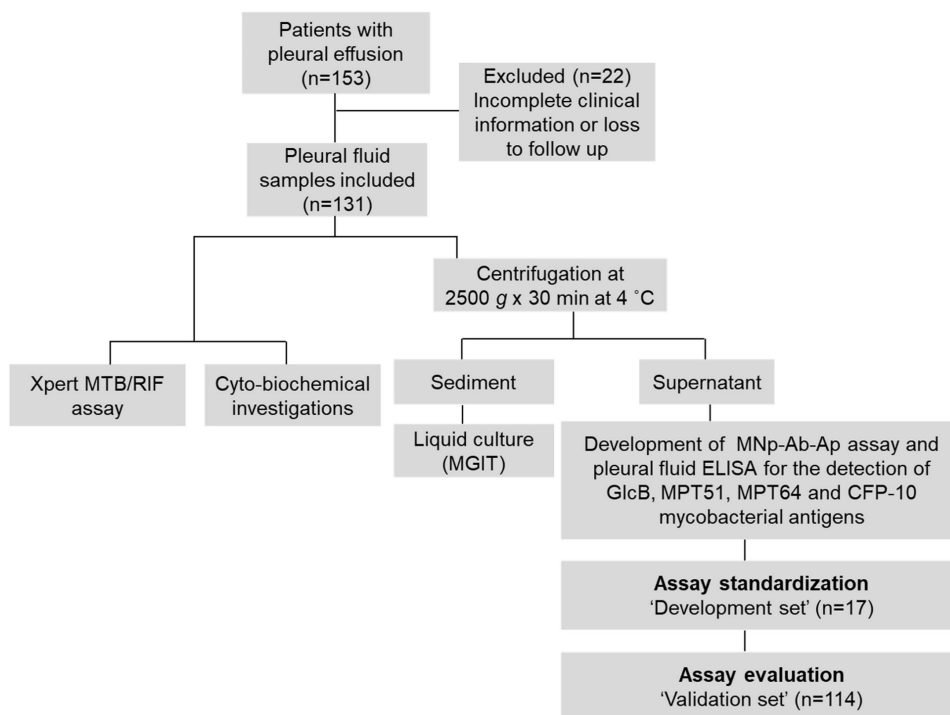 Patients with
pleural effusion
(n=153)
Excluded (n=22)
Incomplete clinical
information or loss
to follow up
Pleural fluid
samples included
(n=131)
Centrifugation at
2500 g x 30 min at 4 ˚C
Xpert MTB/RIF
assay
Cyto-biochemical
investigations
Sediment
Supernatant
Liquid culture
(MGIT)
Development of MNp-Ab-Ap assay and
pleural fluid ELISA for the detection of
GlcB, MPT51, MPT64 and CFP-10
mycobacterial antigens
Assay standardization
‘Development set’ (n=17)
Assay evaluation
‘Validation set’ (n=114)